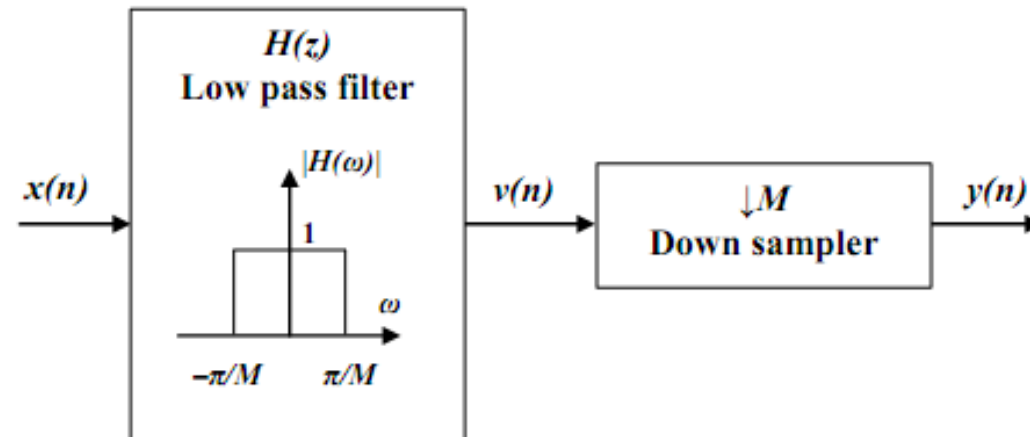 H(z)
Low pass filter
|H(ω)|
x(n)
v(n)
↓M
y(n)
1
Down sampler
ω
–π/M
π/M